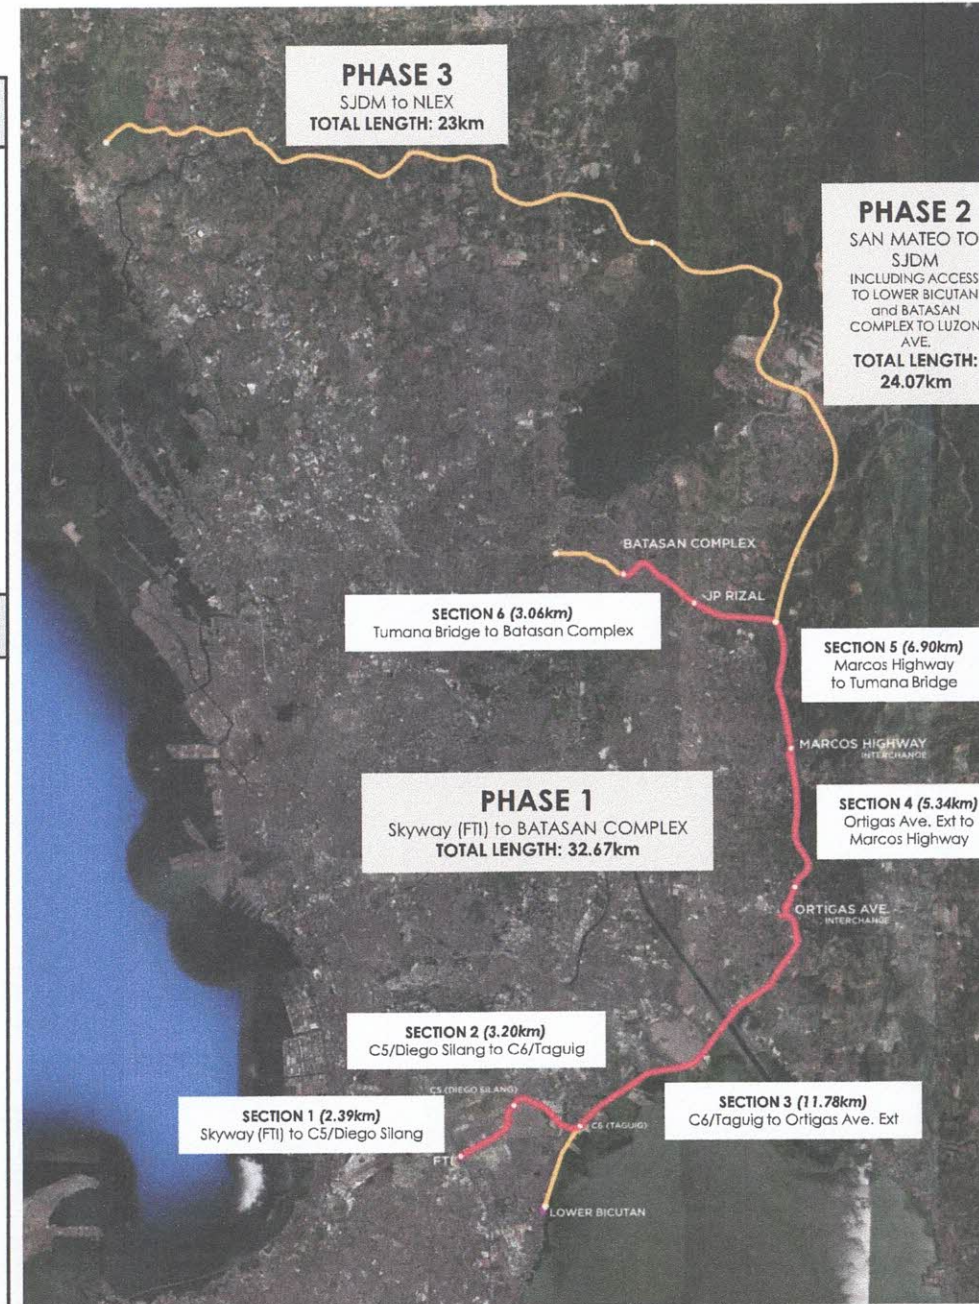 PHASE 3
SJDM to NLEX
TOTAL LENGTH: 23km
PHASE 2
SAN MATEO TO
SJDM
INCLUDING ACCESS
TO LOWER BICUTAN
and BATASAN
COMPLEX TO LUZON
AVE.
TOTAL LENGTH:
24.07km
BATASAN COMPLEX
JP RIZAL
SECTION 6 (3.06km)
Tumana Bridge to Batasan Complex
SECTION 5 (6.90km)
Marcos Highway
to Tumana Bridge
MARCOS HIGHWAY
INTERCHANGE
PHASE 1
Skyway (FTI) to BATASAN COMPLEX
TOTAL LENGTH: 32.67km
SECTION 4 (5.34km)
Ortigas Ave. Ext to
Marcos Highway
ORTIGAS AVE.
INTERCHANGE
SECTION 2 (3.20km)
C5/Diego Silang to C6/Taguig
C5 (DIEGO SILANG)
SECTION 1 (2.39km)
Skyway (FTI) to C5/Diego Silang
SECTION 3 (11.78km)
C6/Taguig to Ortigas Ave. Ext
C6 (TAGUIG)
FTI
LOWER BICUTAN